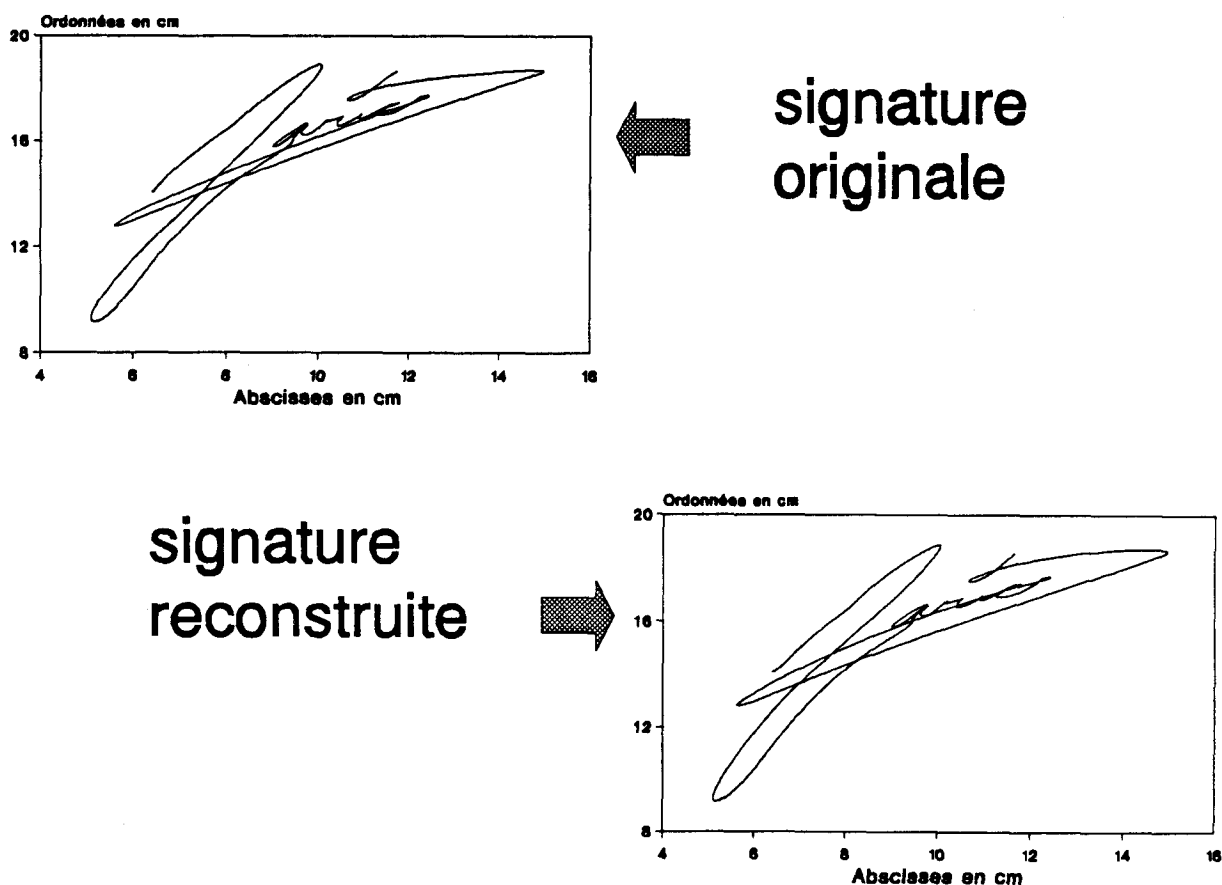 Ordonnées en cm
20
16
12
8
4 6 8 10 12 14 16
Abscisses en cm
signature
originale
signature
reconstruite
Ordonnées en cm
20
16
12
8
4 6 8 10 12 14 16
Abscisses en cm